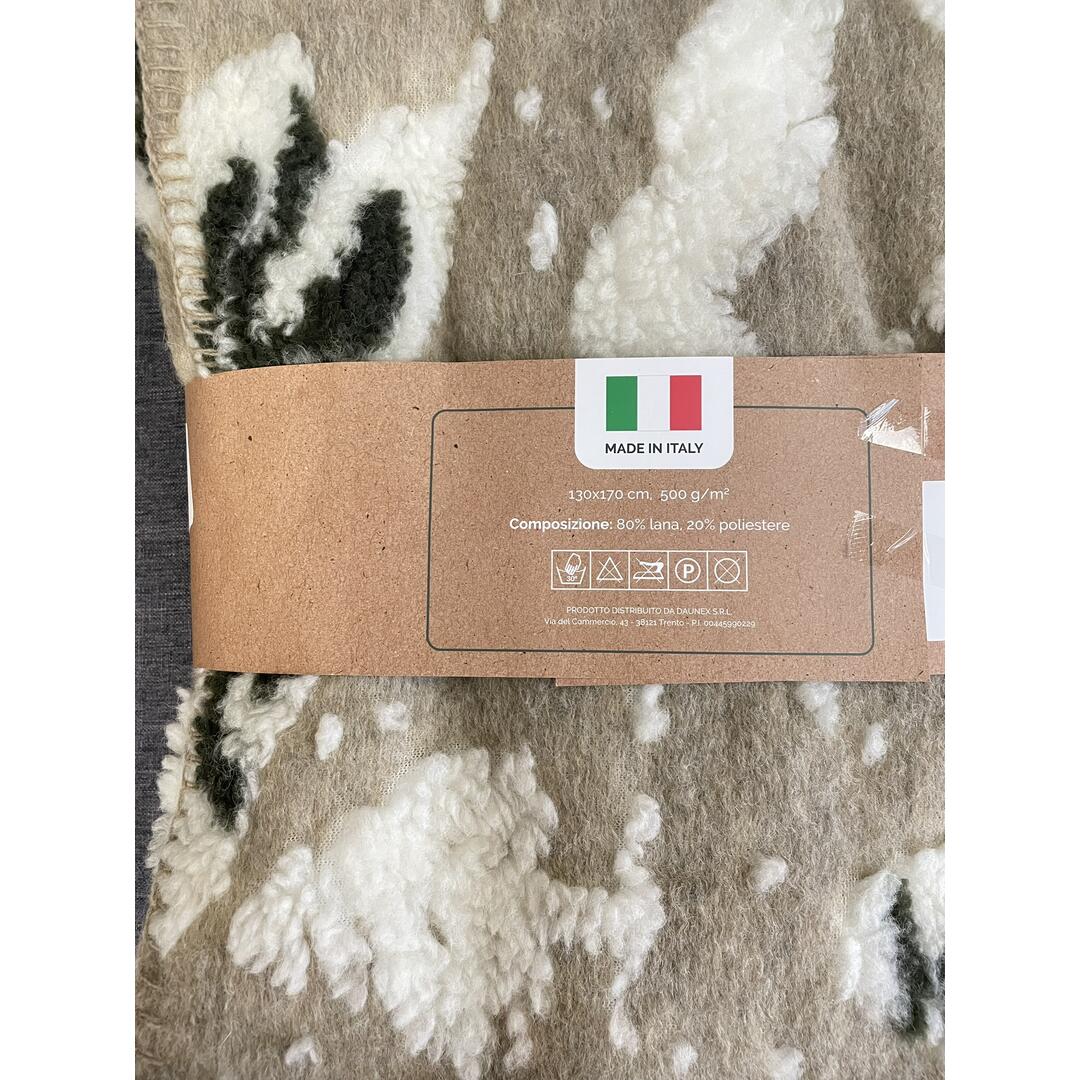 MADE IN ITALY
130x170 cm, 500 g/m²
Composizione: 80% lana, 20% poliestere
30°
P
PRODOTTO DISTRIBUITO DA DAUNEX S.R.L.
Via del Commercio, 43 - 38121 Trento - P.I. 00445990229